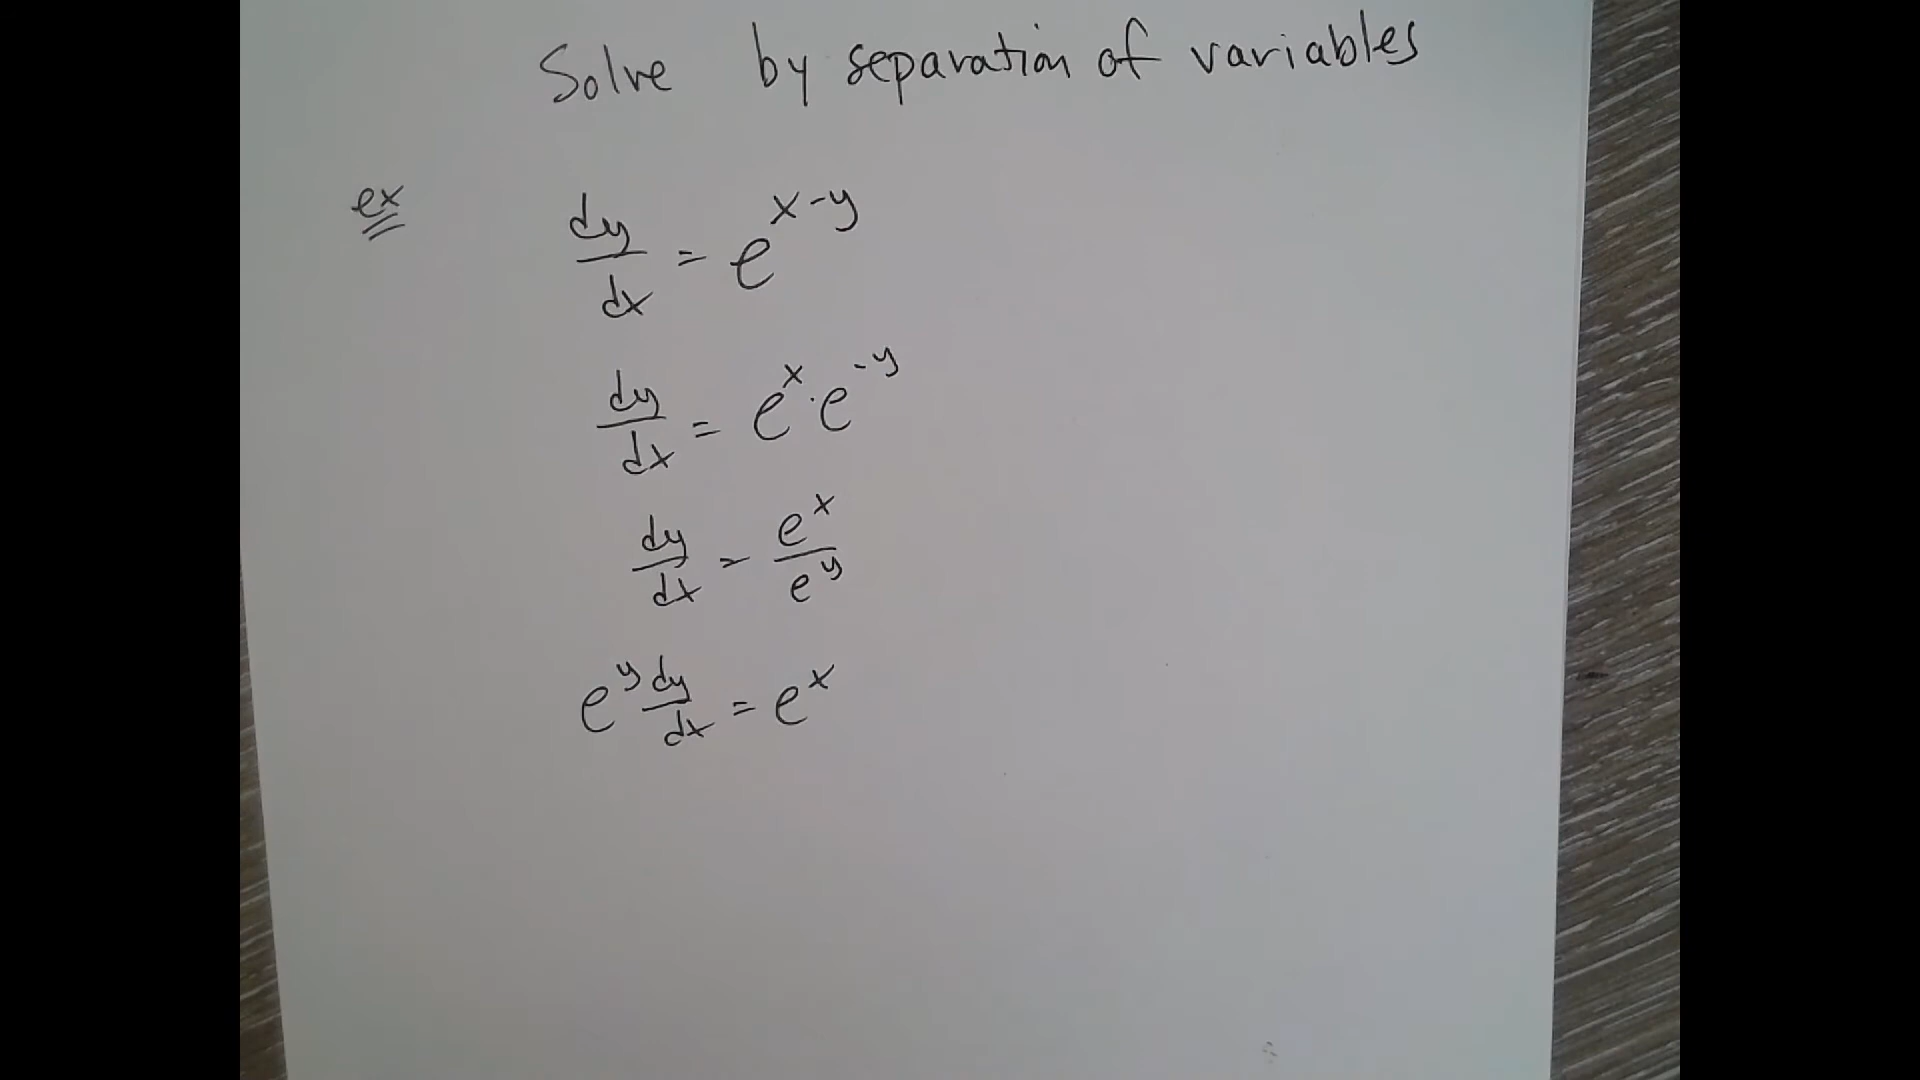 Solve by separation of variables
ex dy/dx = e^{x-y}
dy/dx = e^x · e^{-y}
dy/dx = e^x/e^y
e^y dy/dx = e^x